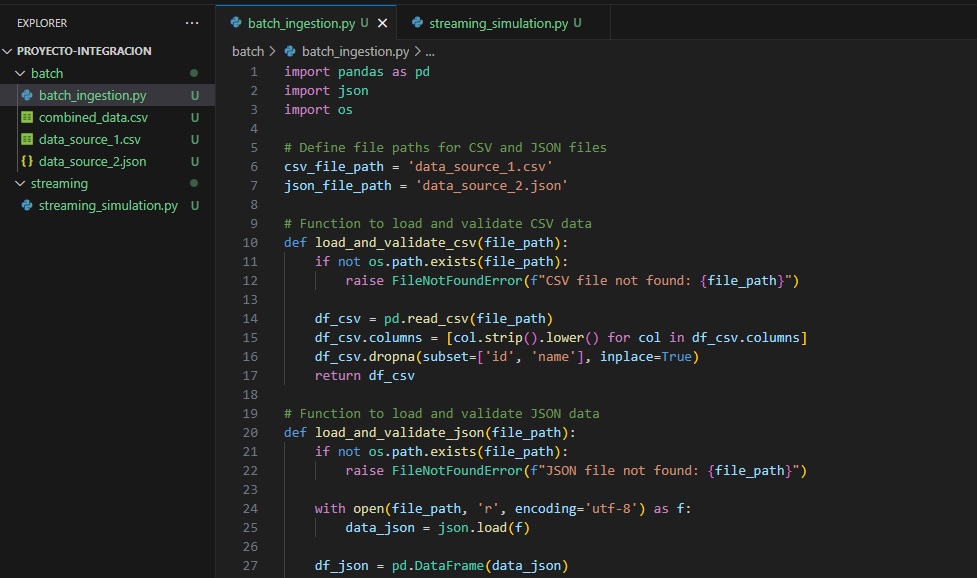 EXPLORER ...
PROYECTO-INTEGRACION
batch
batch_ingestion.py U
combined_data.csv U
data_source_1.csv U
data_source_2.json U
streaming
streaming_simulation.py U
batch_ingestion.py U streaming_simulation.py U
batch > batch_ingestion.py > ...
1 import pandas as pd
2 import json
3 import os
4
5 # Define file paths for CSV and JSON files
6 csv_file_path = 'data_source_1.csv'
7 json_file_path = 'data_source_2.json'
8
9 # Function to load and validate CSV data
10 def load_and_validate_csv(file_path):
11     if not os.path.exists(file_path):
12         raise FileNotFoundError(f"CSV file not found: {file_path}")
13
14     df_csv = pd.read_csv(file_path)
15     df_csv.columns = [col.strip().lower() for col in df_csv.columns]
16     df_csv.dropna(subset=['id', 'name'], inplace=True)
17     return df_csv
18
19 # Function to load and validate JSON data
20 def load_and_validate_json(file_path):
21     if not os.path.exists(file_path):
22         raise FileNotFoundError(f"JSON file not found: {file_path}")
23
24     with open(file_path, 'r', encoding='utf-8') as f:
25         data_json = json.load(f)
26
27     df_json = pd.DataFrame(data_json)